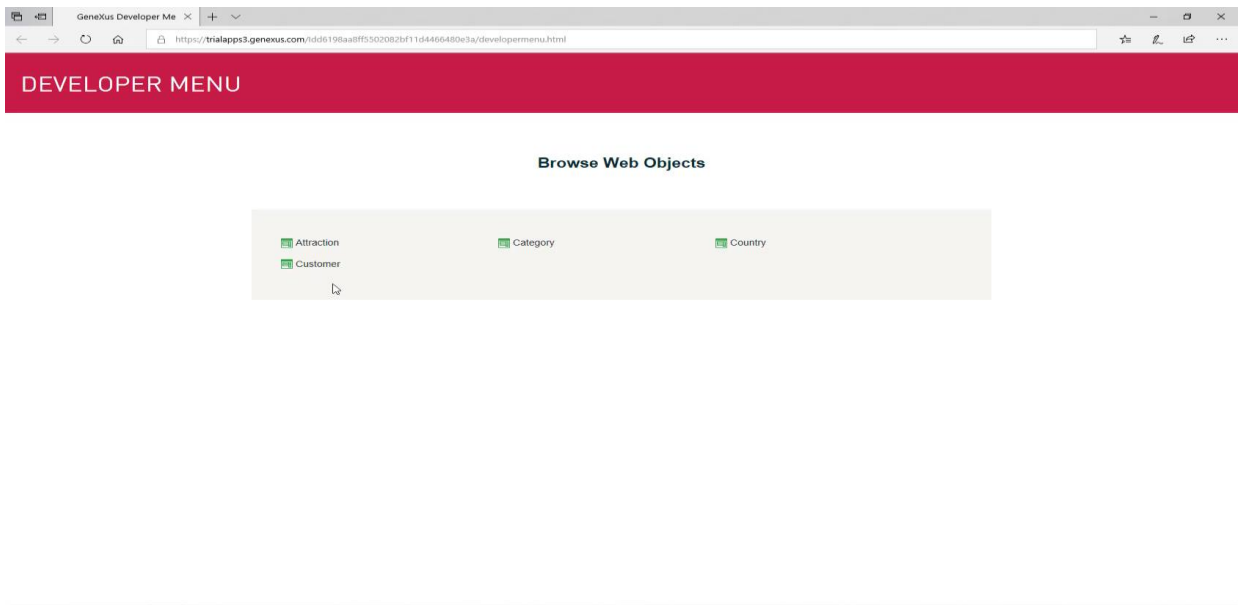 GeneXus Developer Me
https://trialapps3.genexus.com/Idd6198aa8ff5502082bf11d4466480e3a/developermenu.html
DEVELOPER MENU
Browse Web Objects
Attraction Category Country
Customer